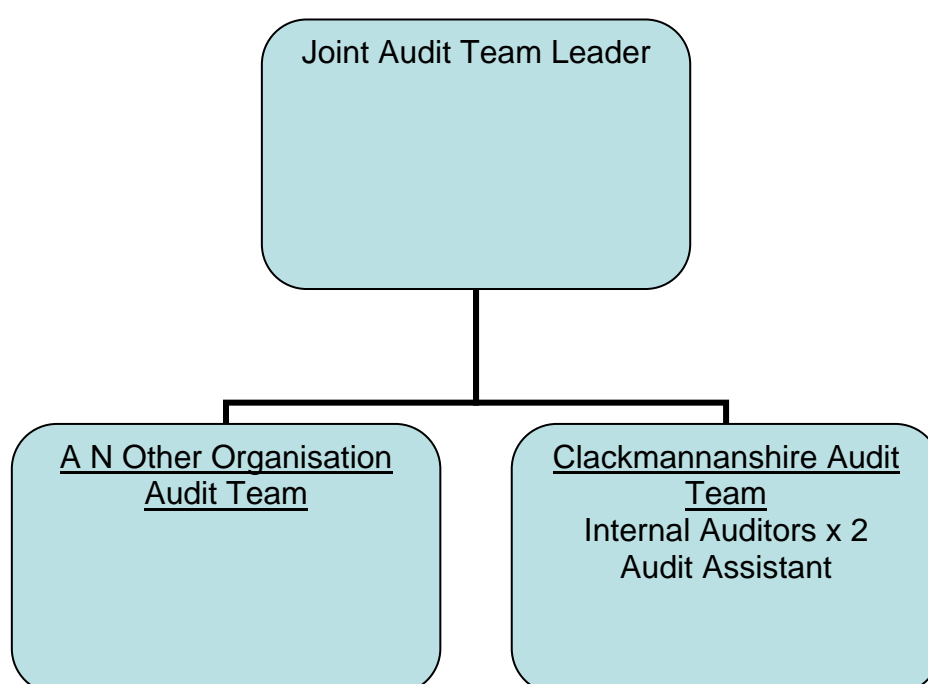 Joint Audit Team Leader
A N Other Organisation
Audit Team
Clackmannanshire Audit
Team
Internal Auditors x 2
Audit Assistant